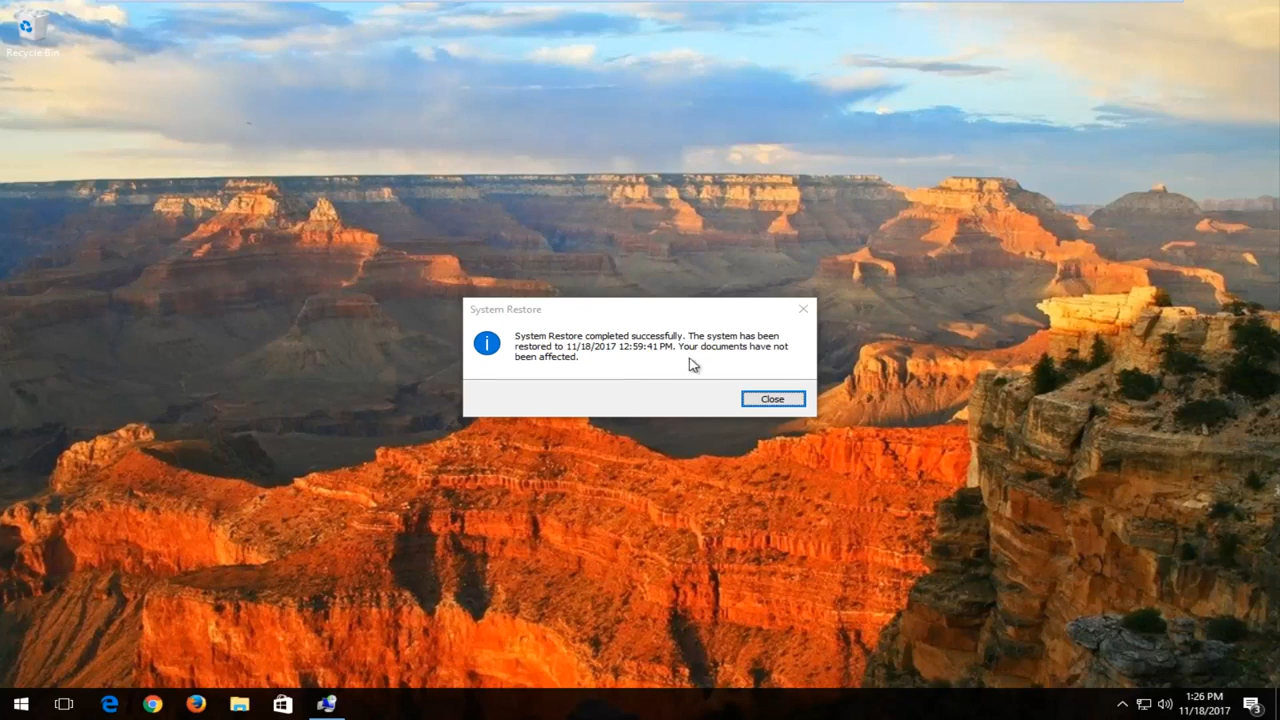 Recycle Bin
System Restore
System Restore completed successfully. The system has been
restored to 11/18/2017 12:59:41 PM. Your documents have not
been affected.
Close
1:26 PM
11/18/2017
3